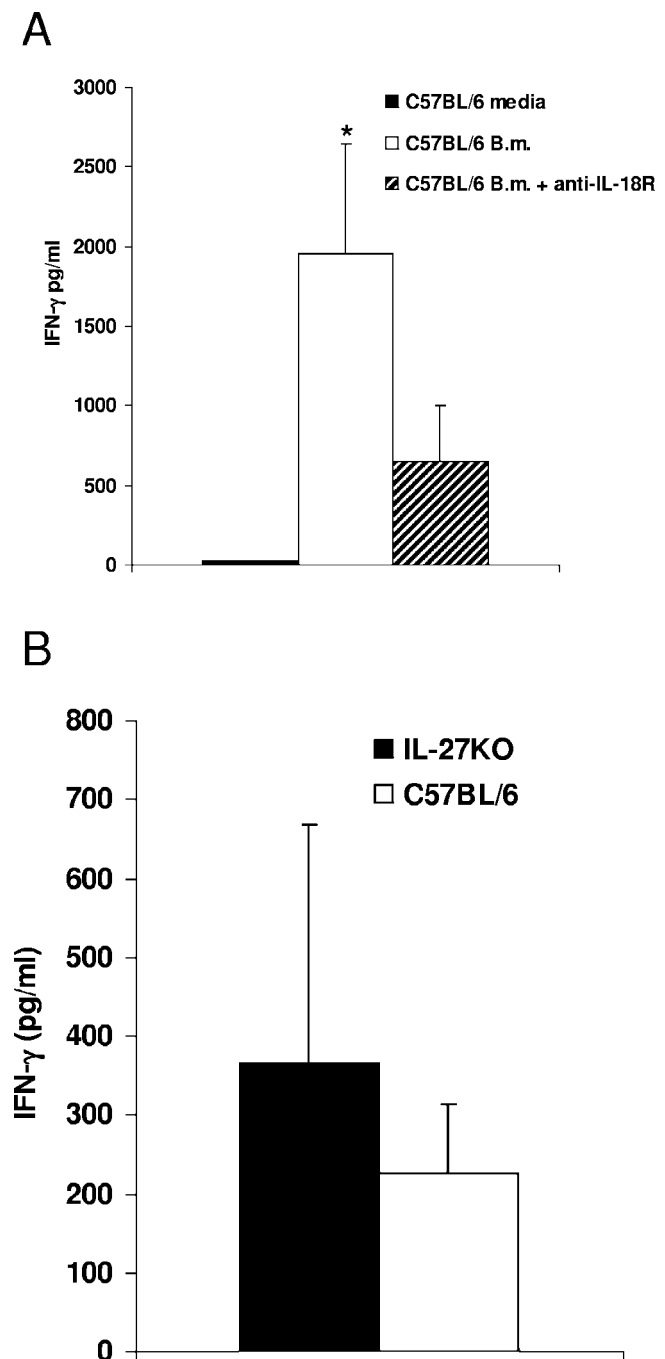 A
3000
2500
2000
1500
1000
500
0
IFN-γ pg/ml
*
C57BL/6 media
C57BL/6 B.m.
C57BL/6 B.m. + anti-IL-18R
B
800
700
600
500
400
300
200
100
0
IFN-γ (pg/ml)
IL-27KO
C57BL/6